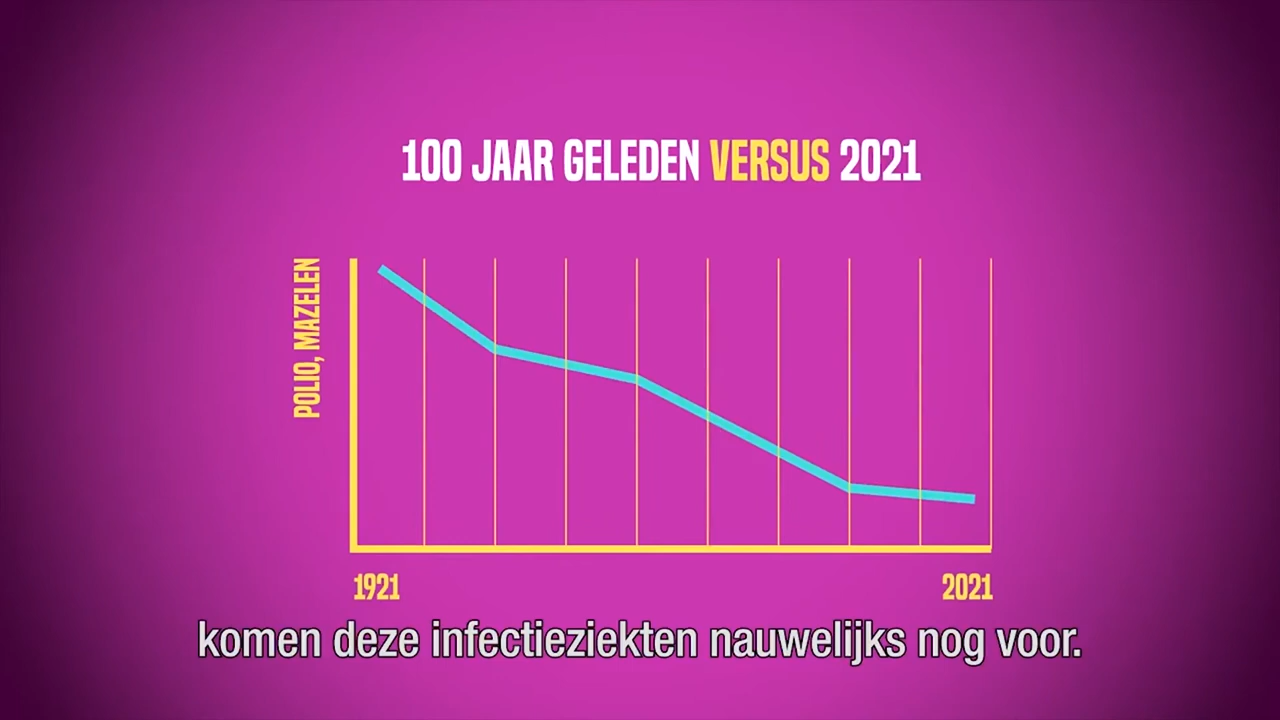 100 JAAR GELEDEN VERSUS 2021
POLIO, MAZELEN
1921
2021
komen deze infectieziekten nauwelijks nog voor.